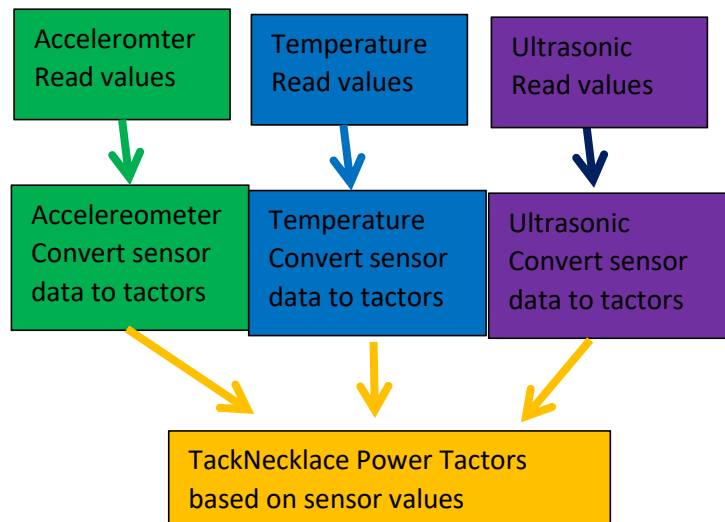 Acceleromter
Read values
Temperature
Read values
Ultrasonic
Read values
Accelereometer
Convert sensor
data to tactors
Temperature
Convert sensor
data to tactors
Ultrasonic
Convert sensor
data to tactors
TackNecklace Power Tactors
based on sensor values